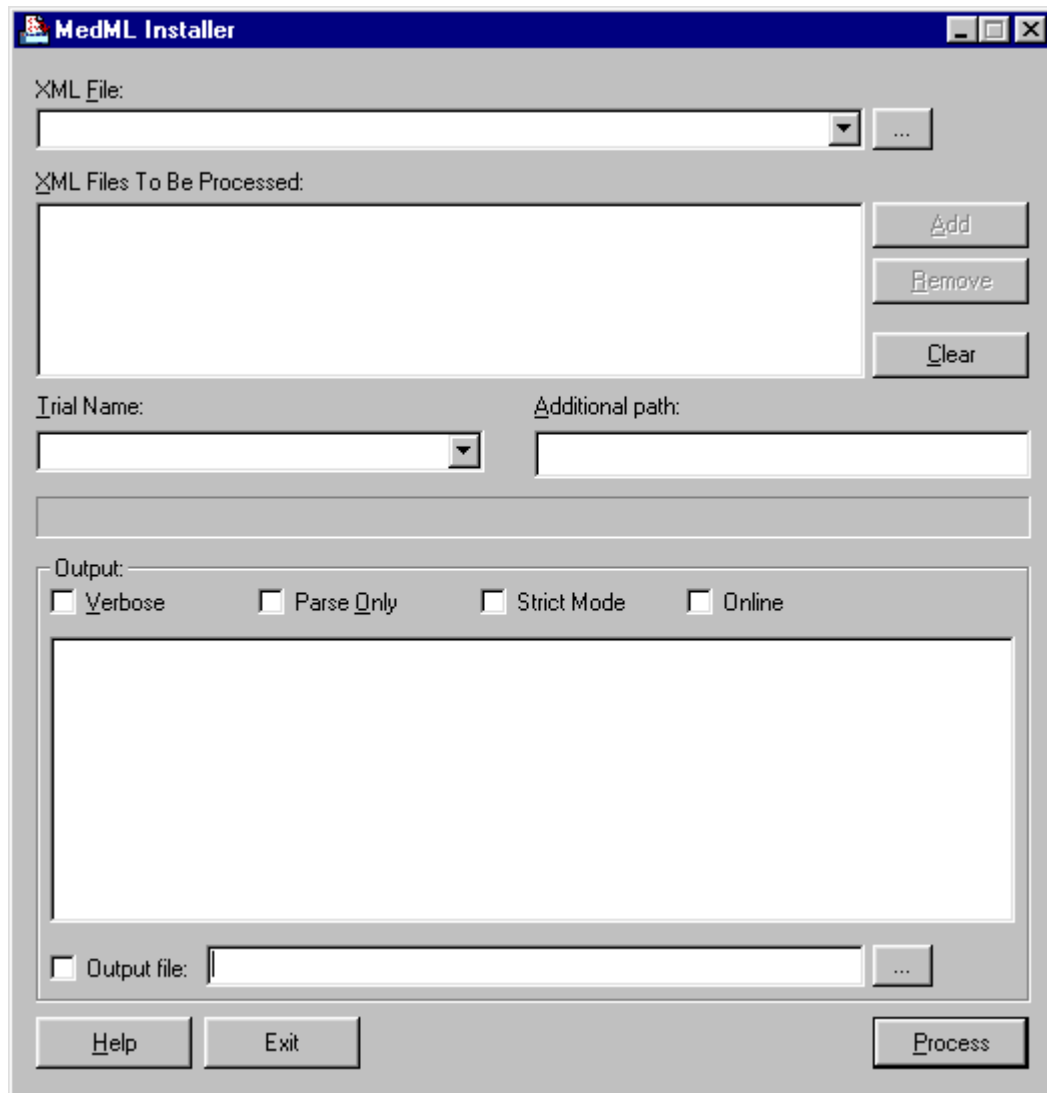 MedML Installer
XML File:
...
XML Files To Be Processed:
Add
Remove
Clear
Trial Name: Additional path:
Output:
Verbose Parse Only Strict Mode Online
Output file: ...
Help Exit Process